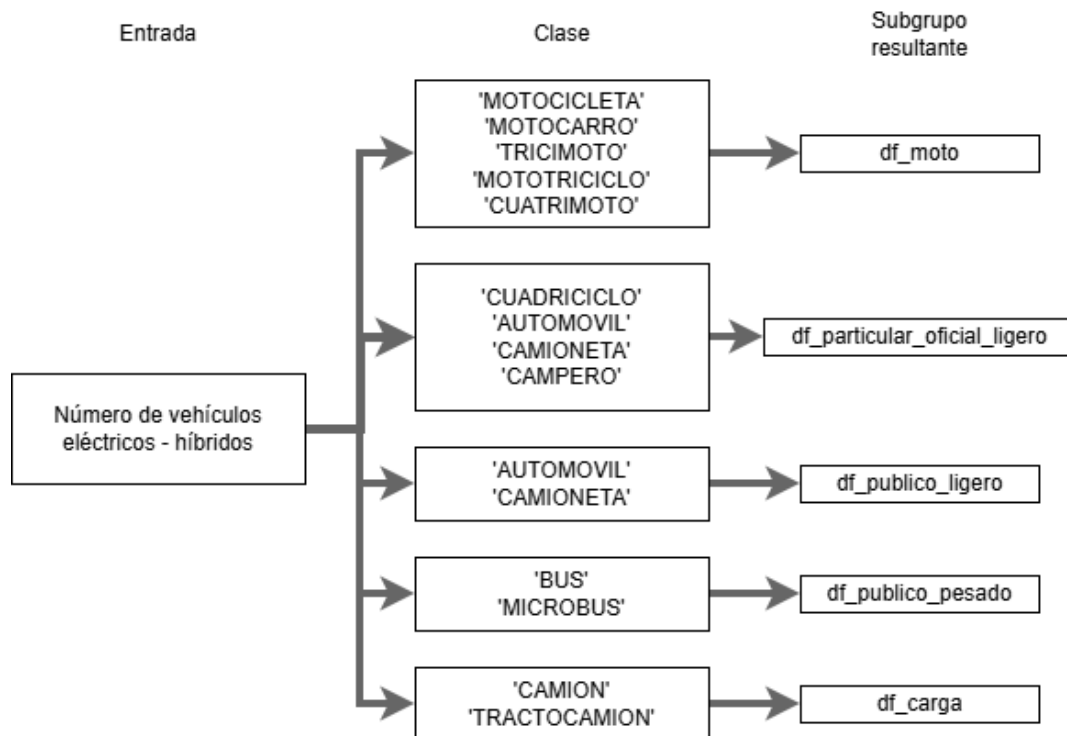 Entrada
Clase
Subgrupo
resultante
'MOTOCICLETA'
'MOTOCARRO'
'TRICIMOTO'
'MOTOTRICICLO'
'CUATRIMOTO'
df_moto
'CUADRICICLO'
'AUTOMOVIL'
'CAMIONETA'
'CAMPERO'
df_particular_oficial_ligero
Número de vehículos
eléctricos - híbridos
'AUTOMOVIL'
'CAMIONETA'
df_publico_ligero
'BUS'
'MICROBUS'
df_publico_pesado
'CAMION'
'TRACTOCAMION'
df_carga